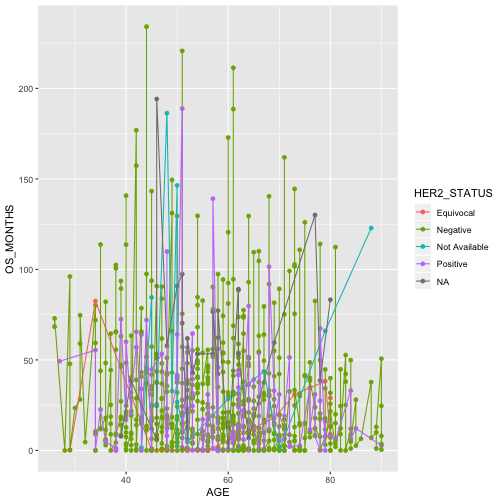 200
150
100
50
0
OS_MONTHS
40
60
80
AGE
HER2_STATUS
Equivocal
Negative
Not Available
Positive
NA